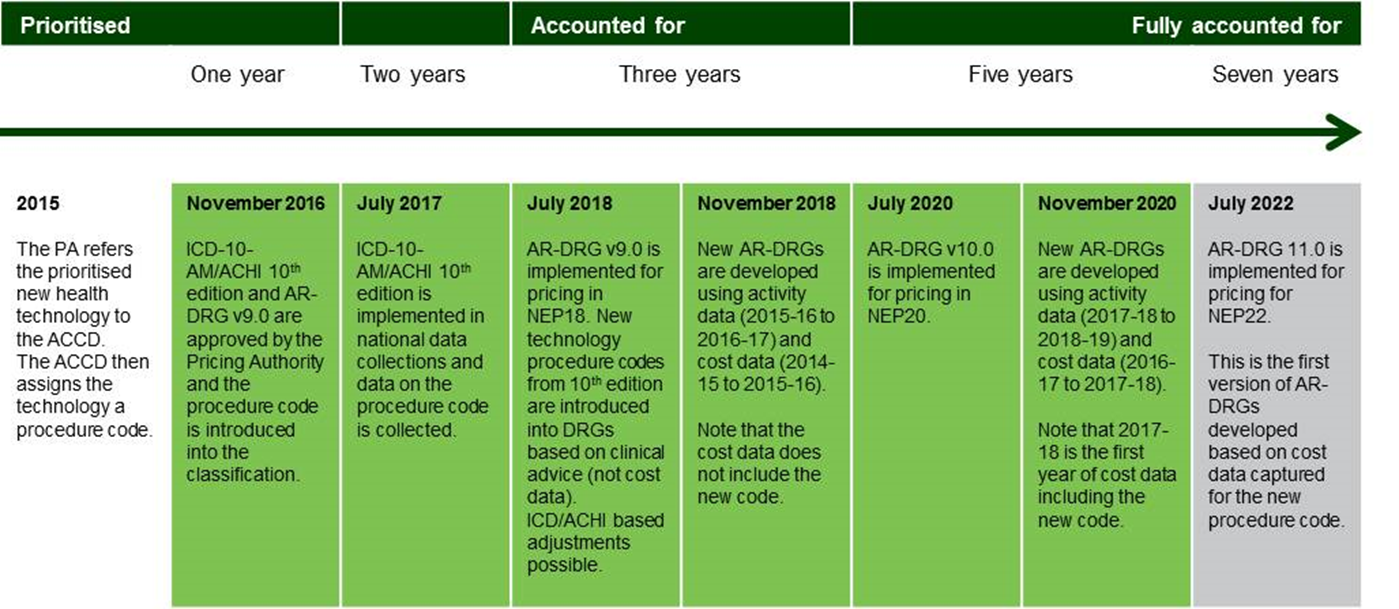 Prioritised
Accounted for
Fully accounted for
One year
Two years
Three years
Five years
Seven years
2015
The PA refers
the prioritised
new health
technology to
the ACCD.
The ACCD then
assigns the
technology a
procedure code.
November 2016
ICD-10-
AM/ACHI 10th
edition and AR-
DRG v9.0 are
approved by the
Pricing Authority
and the
procedure code
is introduced
into the
classification.
July 2017
ICD-10-
AM/ACHI 10th
edition is
implemented in
national data
collections and
data on the
procedure code
is collected.
July 2018
AR-DRG v9.0 is
implemented for
pricing in
NEP18. New
technology
procedure codes
from 10th edition
are introduced
into DRGs
based on clinical
advice (not cost
data).
ICD/ACHI based
adjustments
possible.
November 2018
New AR-DRGs
are developed
using activity
data (2015-16 to
2016-17) and
cost data (2014-
15 to 2015-16).
Note that the
cost data does
not include the
new code.
July 2020
AR-DRG v10.0
is implemented
for pricing in
NEP20.
November 2020
New AR-DRGs
are developed
using activity
data (2017-18 to
2018-19) and
cost data (2016-
17 to 2017-18).
Note that 2017-
18 is the first
year of cost data
including the
new code.
July 2022
AR-DRG 11.0 is
implemented for
pricing for
NEP22.
This is the first
version of AR-
DRGs
developed
based on cost
data captured
for the new
procedure code.